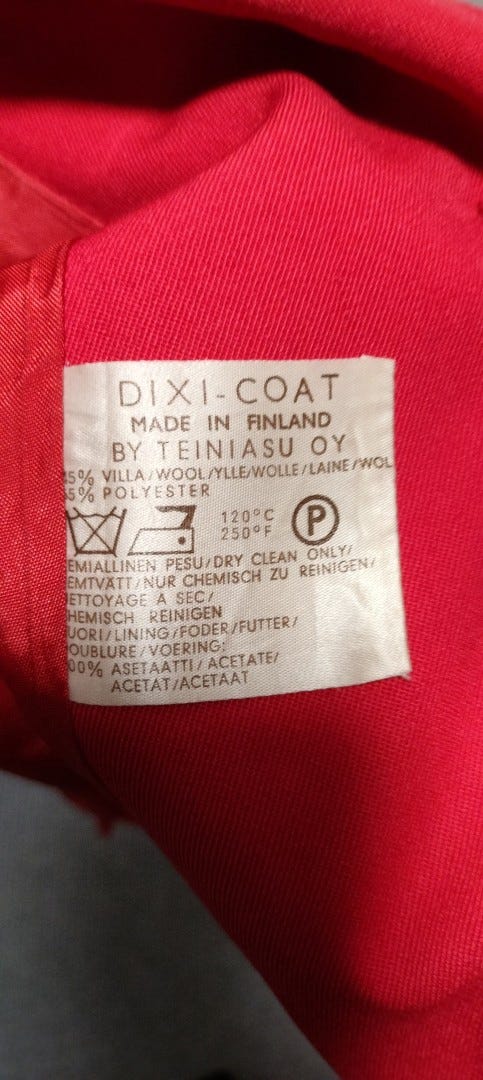 DIXI-COAT
MADE IN FINLAND
BY TEINIASU OY
5% VILLA/WOOL/YLLE/WOLLE/LAINE/WOL
5% POLYESTER
120°C
250°F
P
EMIALLINEN PESU/DRY CLEAN ONLY/
EMTVÄTT/NUR CHEMISCH ZU REINIGEN/
ETTOYAGE A SEC/
HEMISCH REINIGEN
UORI/LINING/FODER/FUTTER/
OUBLURE/VOERING:
00% ASETAATTI/ACETATE/
ACETAT/ACETAAT